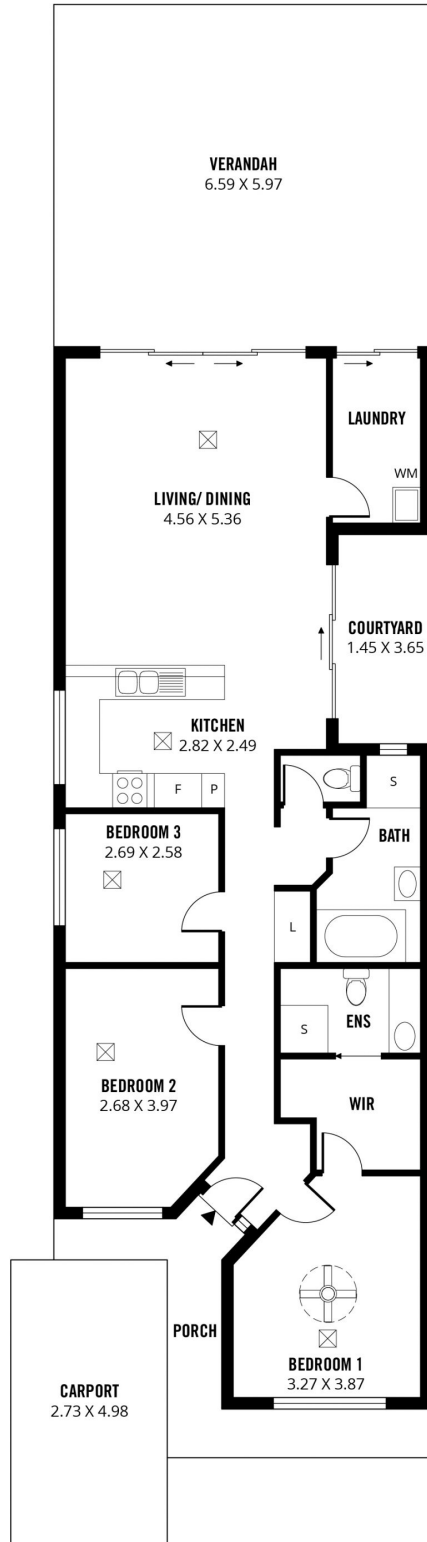 VERANDAH
6.59 X 5.97
LAUNDRY
WM
LIVING/ DINING
4.56 X 5.36
COURTYARD
1.45 X 3.65
KITCHEN
2.82 X 2.49
F
P
S
BATH
BEDROOM 3
2.69 X 2.58
L
S
ENS
BEDROOM 2
2.68 X 3.97
WIR
PORCH
BEDROOM 1
3.27 X 3.87
CARPORT
2.73 X 4.98